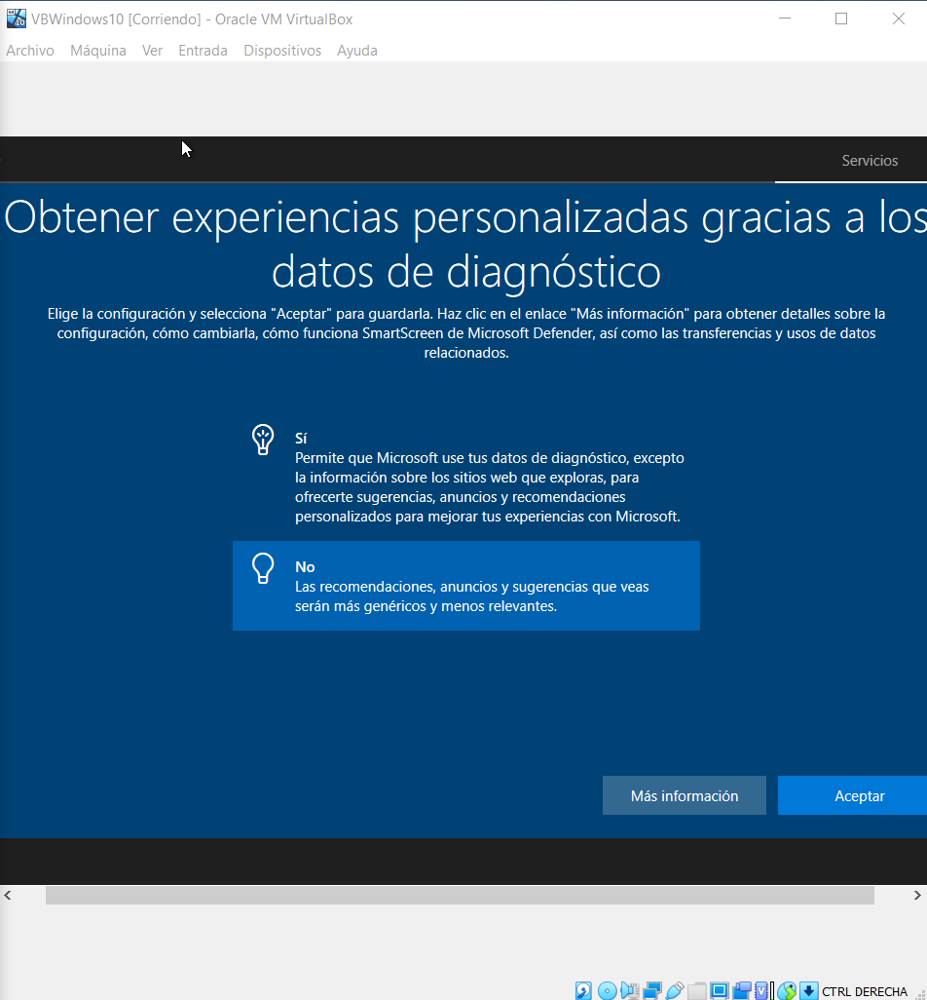 VBWindows10 [Corriendo] - Oracle VM VirtualBox
Archivo Máquina Ver Entrada Dispositivos Ayuda
Servicios
Obtener experiencias personalizadas gracias a los
datos de diagnóstico
Elige la configuración y selecciona "Aceptar" para guardarla. Haz clic en el enlace "Más información" para obtener detalles sobre la
configuración, cómo cambiarla, cómo funciona SmartScreen de Microsoft Defender, así como las transferencias y usos de datos
relacionados.
Sí
Permite que Microsoft use tus datos de diagnóstico, excepto
la información sobre los sitios web que exploras, para
ofrecerte sugerencias, anuncios y recomendaciones
personalizados para mejorar tus experiencias con Microsoft.
No
Las recomendaciones, anuncios y sugerencias que veas
serán más genéricos y menos relevantes.
Más información
Aceptar
CTRL DERECHA